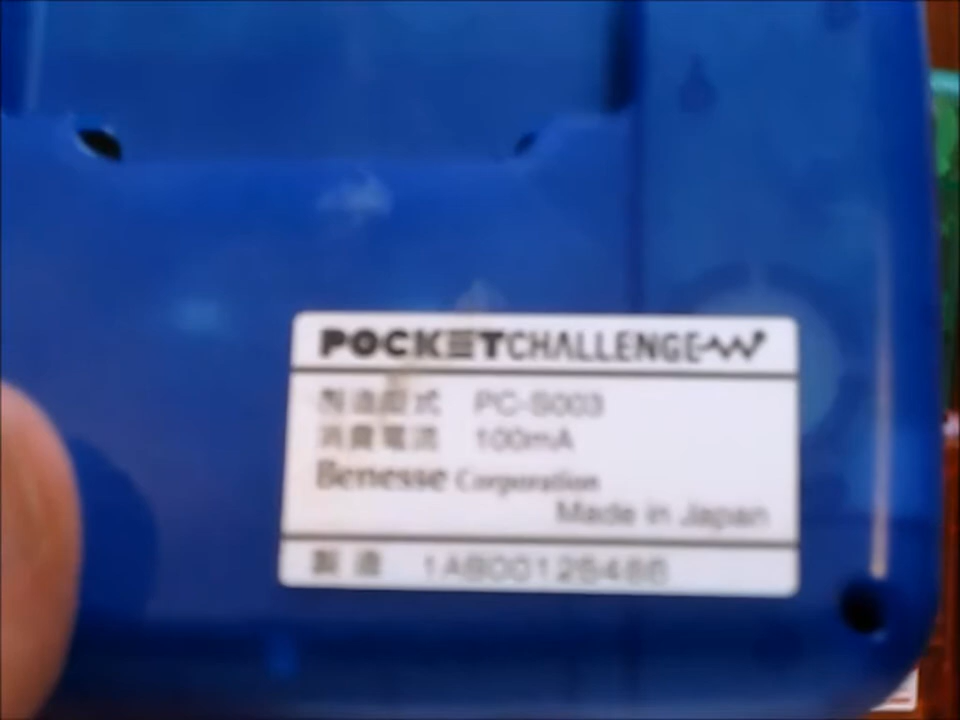 POCKETCHALLENGE W
製造型式 PC-S003
消費電流 100mA
Benesse Corporation
Made in Japan
製造